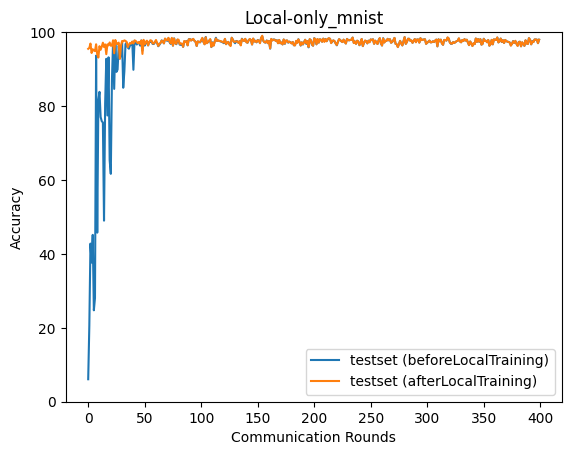 Local-only_mnist
Accuracy
100
80
60
40
20
0
0 50 100 150 200 250 300 350 400
Communication Rounds
testset (beforeLocalTraining)
testset (afterLocalTraining)